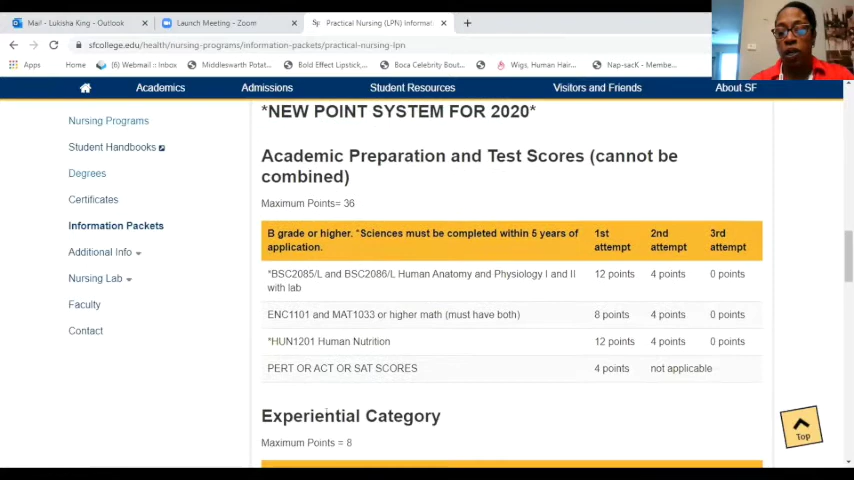 Mail - Lukisha King - Outlook
Launch Meeting - Zoom
Practical Nursing (LPN) Informat
sfcollege.edu/health/nursing-programs/information-packets/practical-nursing-lpn
Apps
Home
(6) Webmail :: Inbox
Middlesworth Potat...
Bold Effect Lipstick,...
Boca Celebrity Bout...
Wigs, Human Hair...
Nap-sacK - Membe...
Academics
Admissions
Student Resources
Visitors and Friends
About SF
Nursing Programs
Student Handbooks
Degrees
Certificates
Information Packets
Additional Info
Nursing Lab
Faculty
Contact
*NEW POINT SYSTEM FOR 2020*
Academic Preparation and Test Scores (cannot be
combined)
Maximum Points= 36
B grade or higher. *Sciences must be completed within 5 years of
application.
1st
attempt
2nd
attempt
3rd
attempt
*BSC2085/L and BSC2086/L Human Anatomy and Physiology I and II
with lab
12 points
4 points
0 points
ENC1101 and MAT1033 or higher math (must have both)
8 points
4 points
0 points
*HUN1201 Human Nutrition
12 points
4 points
0 points
PERT OR ACT OR SAT SCORES
4 points
not applicable
Experiential Category
Maximum Points = 8
Top